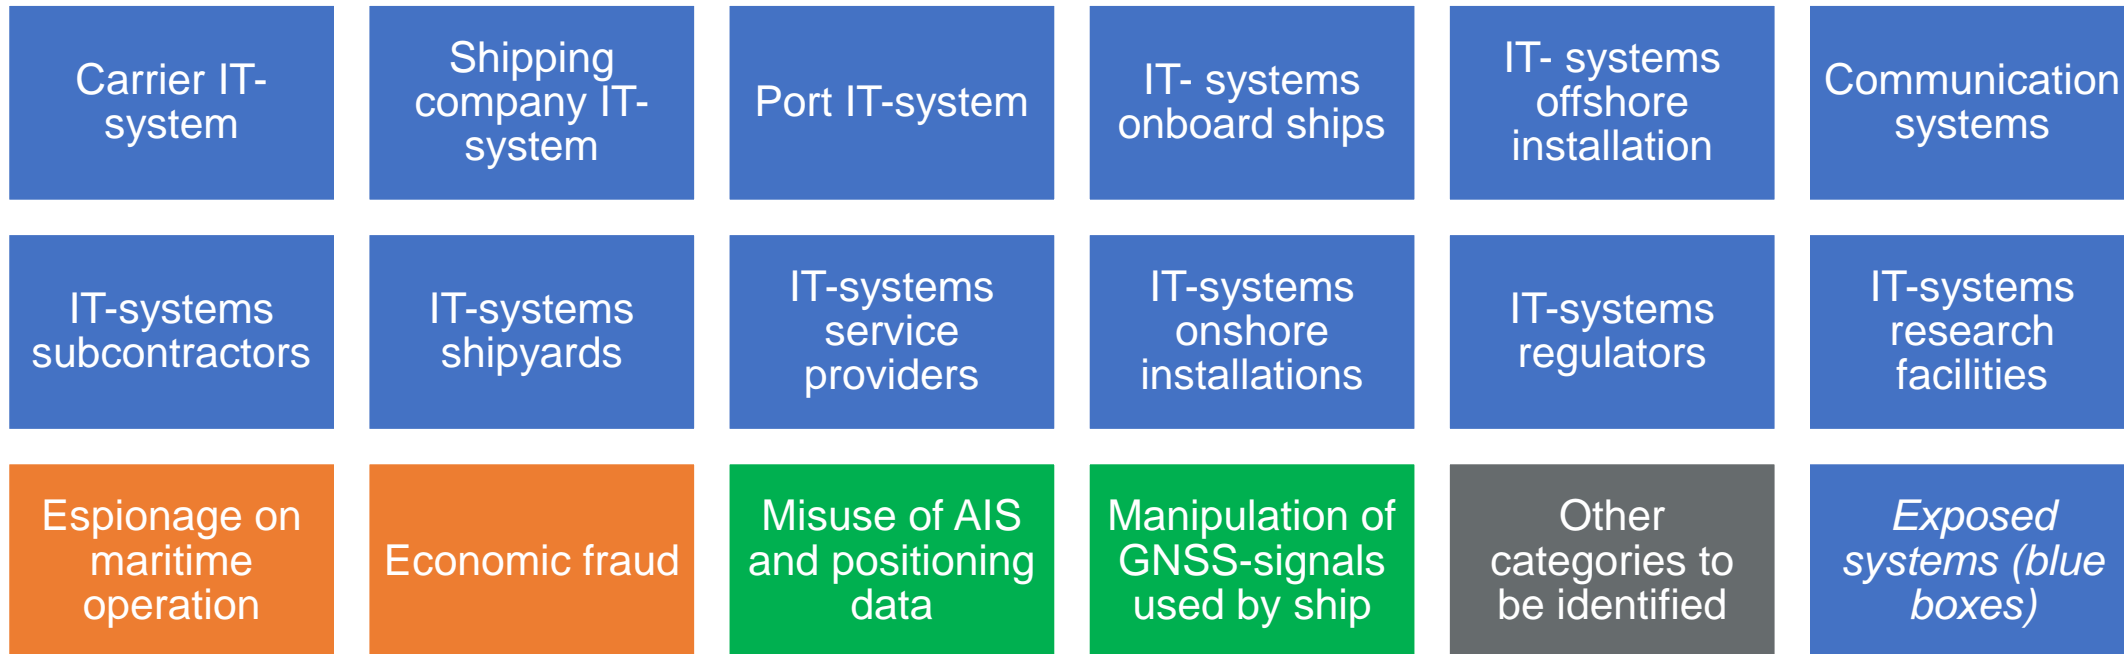 Carrier IT-
system
Shipping
company IT-
system
Port IT-system
IT- systems
onboard ships
IT- systems
offshore
installation
Communication
systems
IT-systems
subcontractors
IT-systems
shipyards
IT-systems
service
providers
IT-systems
onshore
installations
IT-systems
regulators
IT-systems
research
facilities
Espionage on
maritime
operation
Economic fraud
Misuse of AIS
and positioning
data
Manipulation of
GNSS-signals
used by ship
Other
categories to
be identified
Exposed
systems (blue
boxes)